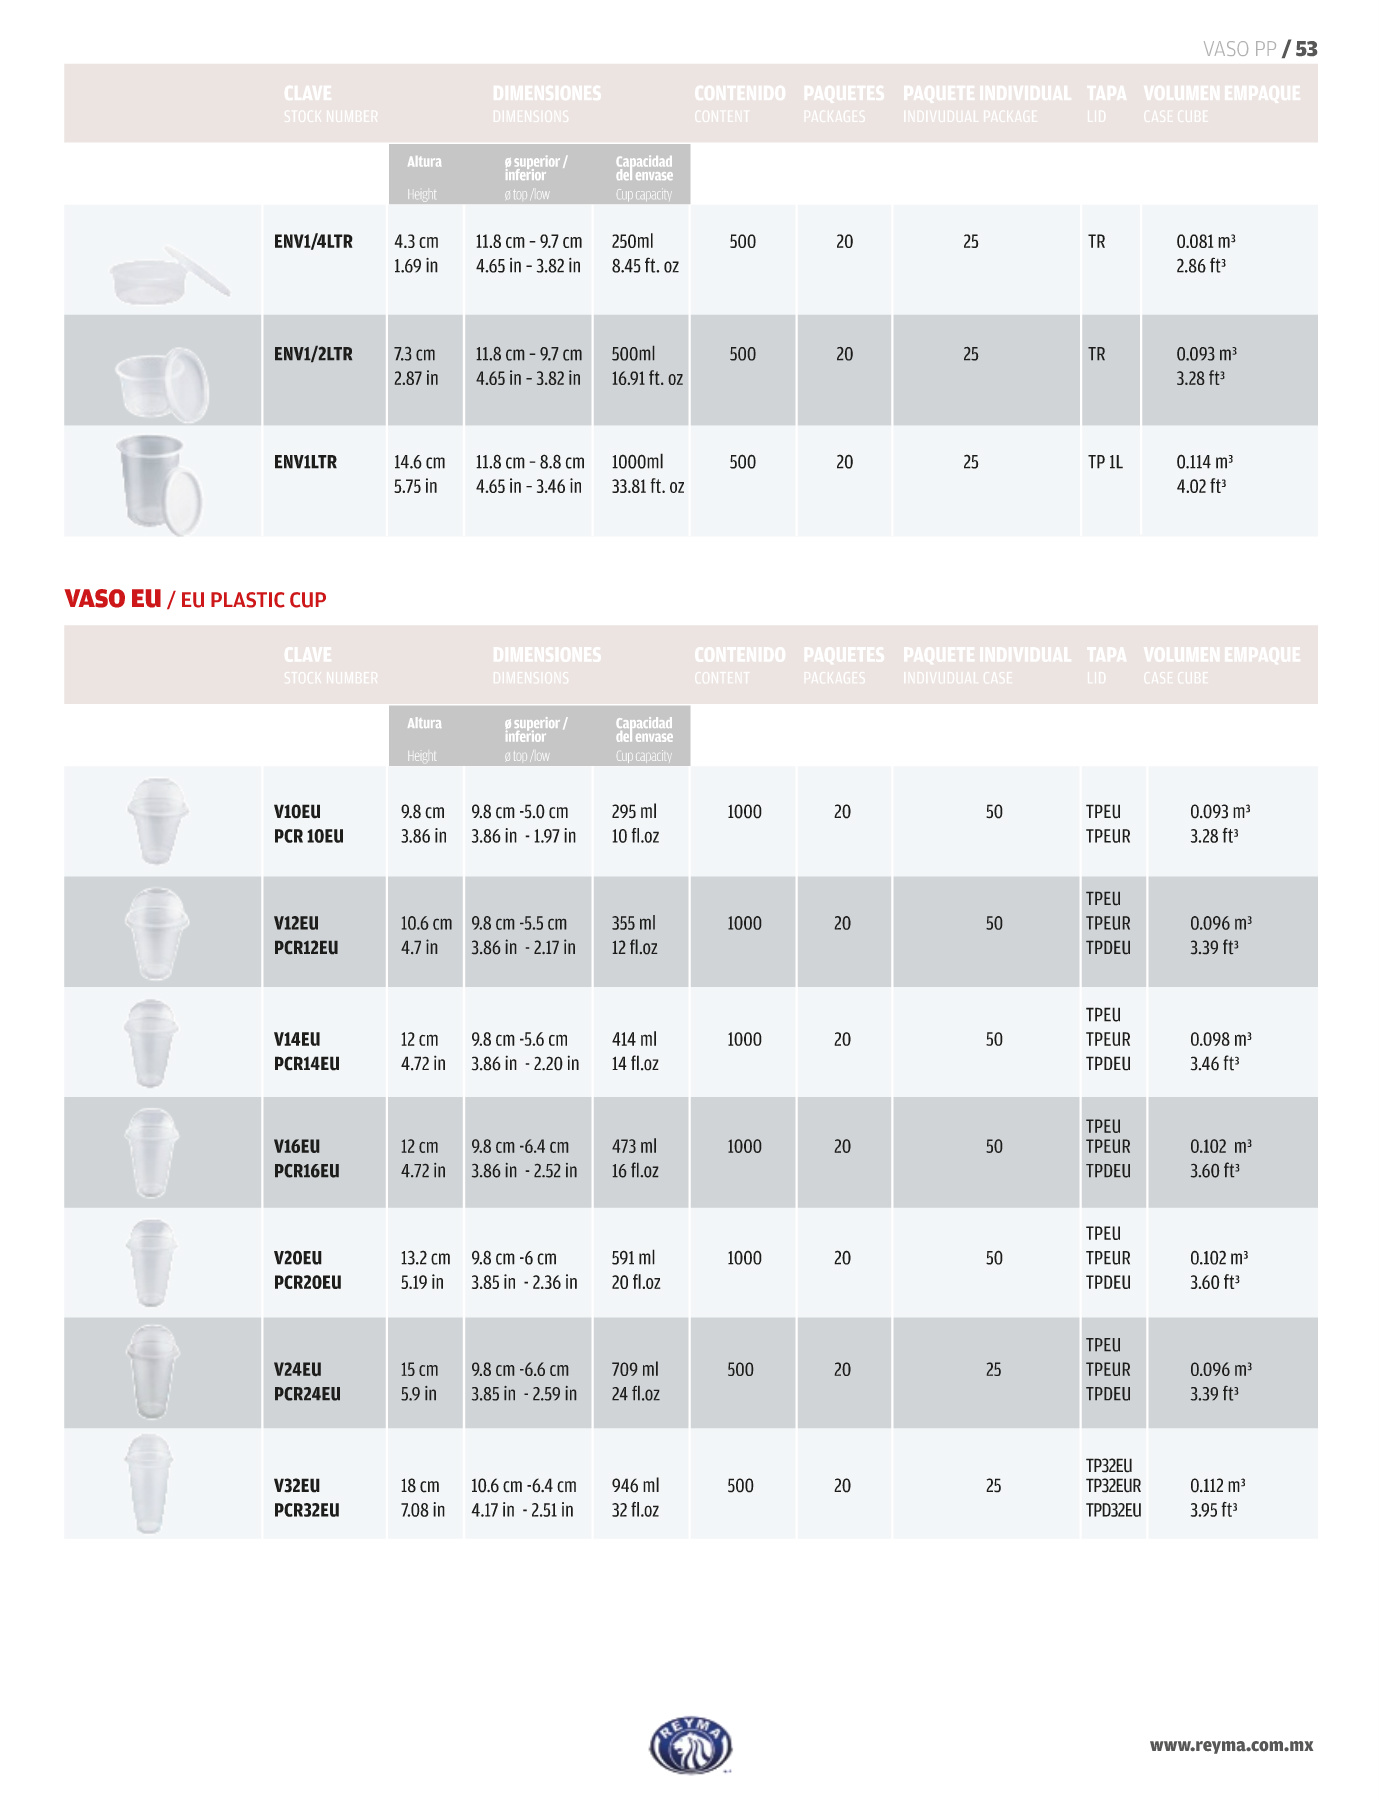 VASO PP / 53
CLAVE DIMENSIONES CONTENIDO PAQUETES PAQUETE INDIVIDUAL TAPA VOLUMEN EMPAQUE
STOCK NUMBER DIMENSIONS CONTENT PACKAGES INDIVUDUAL PACKAGE LID CASE CUBE
Altura ø superior / Capacidad
inferior del envase
Height ø top /low Cup capacity
ENV1/4LTR 4.3 cm 11.8 cm – 9.7 cm 250ml 500 20 25 TR 0.081 m³
1.69 in 4.65 in – 3.82 in 8.45 ft. oz 2.86 ft³
ENV1/2LTR 7.3 cm 11.8 cm – 9.7 cm 500ml 500 20 25 TR 0.093 m³
2.87 in 4.65 in – 3.82 in 16.91 ft. oz 3.28 ft³
ENV1LTR 14.6 cm 11.8 cm – 8.8 cm 1000ml 500 20 25 TP 1L 0.114 m³
5.75 in 4.65 in – 3.46 in 33.81 ft. oz 4.02 ft³
VASO EU / EU PLASTIC CUP
CLAVE DIMENSIONES CONTENIDO PAQUETES PAQUETE INDIVIDUAL TAPA VOLUMEN EMPAQUE
STOCK NUMBER DIMENSIONS CONTENT PACKAGES INDIVUDUAL CASE LID CASE CUBE
Altura ø superior / Capacidad
inferior del envase
Height ø top /low Cup capacity
V10EU 9.8 cm 9.8 cm -5.0 cm 295 ml 1000 20 50 TPEU 0.093 m³
PCR 10EU 3.86 in 3.86 in - 1.97 in 10 fl.oz TPEUR 3.28 ft³
TPEU
V12EU 10.6 cm 9.8 cm -5.5 cm 355 ml 1000 20 50 TPEUR 0.096 m³
PCR12EU 4.7 in 3.86 in - 2.17 in 12 fl.oz TPDEU 3.39 ft³
TPEU
V14EU 12 cm 9.8 cm -5.6 cm 414 ml 1000 20 50 TPEUR 0.098 m³
PCR14EU 4.72 in 3.86 in - 2.20 in 14 fl.oz TPDEU 3.46 ft³
TPEU
V16EU 12 cm 9.8 cm -6.4 cm 473 ml 1000 20 50 TPEUR 0.102 m³
PCR16EU 4.72 in 3.86 in - 2.52 in 16 fl.oz TPDEU 3.60 ft³
TPEU
V20EU 13.2 cm 9.8 cm -6 cm 591 ml 1000 20 50 TPEUR 0.102 m³
PCR20EU 5.19 in 3.85 in - 2.36 in 20 fl.oz TPDEU 3.60 ft³
TPEU
V24EU 15 cm 9.8 cm -6.6 cm 709 ml 500 20 25 TPEUR 0.096 m³
PCR24EU 5.9 in 3.85 in - 2.59 in 24 fl.oz TPDEU 3.39 ft³
TP32EU
V32EU 18 cm 10.6 cm -6.4 cm 946 ml 500 20 25 TP32EUR 0.112 m³
PCR32EU 7.08 in 4.17 in - 2.51 in 32 fl.oz TPD32EU 3.95 ft³
REYMA
www.reyma.com.mx